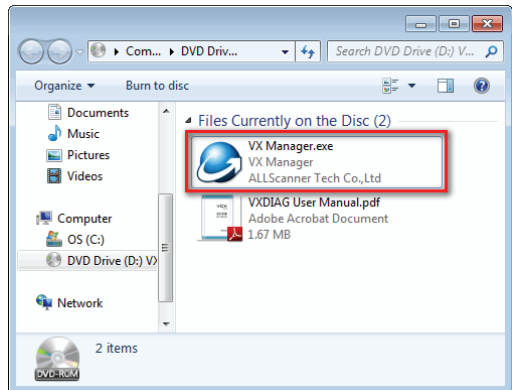 Com... DVD Driv... Search DVD Drive (D:) V...
Organize Burn to disc
Documents
Music
Pictures
Videos
Computer
OS (C:)
DVD Drive (D:) V
Network
Files Currently on the Disc (2)
VX Manager.exe
VX Manager
ALLScanner Tech Co.,Ltd
VXDIAG User Manual.pdf
Adobe Acrobat Document
1.67 MB
2 items
DVD-ROM